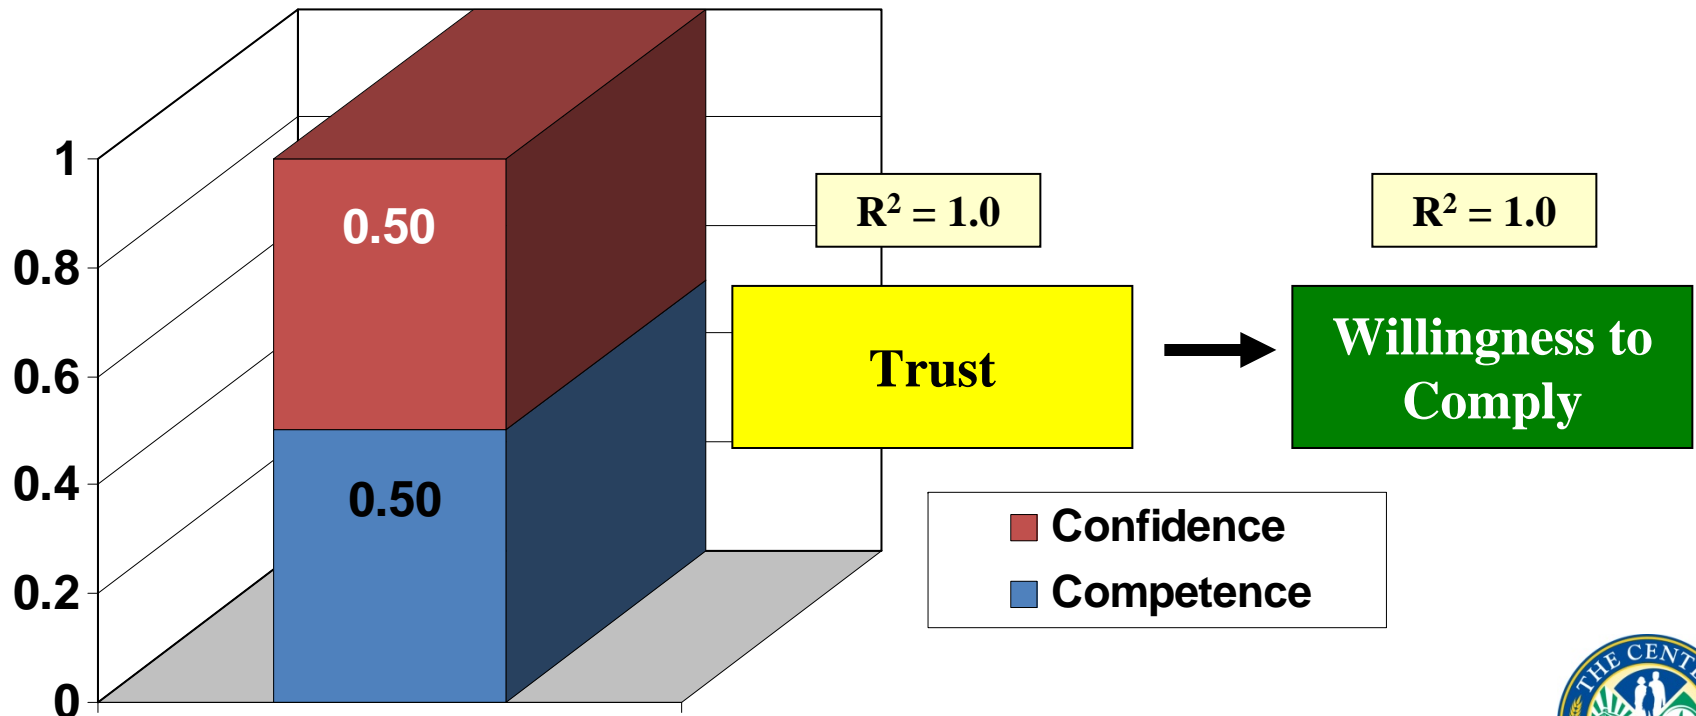 1
0.8
0.6
0.4
0.2
0
0.50
0.50
R² = 1.0
Trust
R² = 1.0
Willingness to
Comply
Confidence
Competence
THE